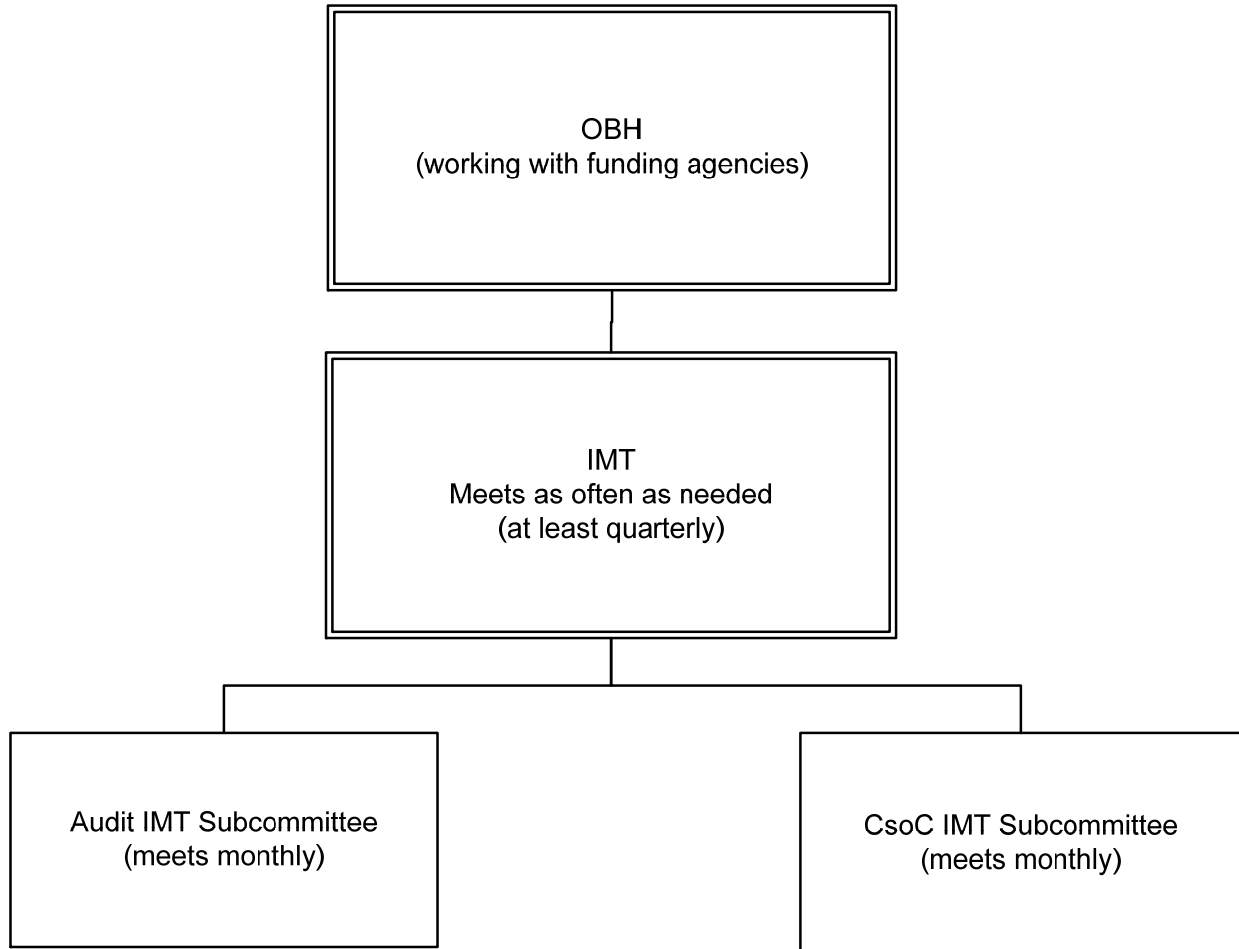 OBH
(working with funding agencies)
IMT
Meets as often as needed
(at least quarterly)
Audit IMT Subcommittee
(meets monthly)
CsoC IMT Subcommittee
(meets monthly)